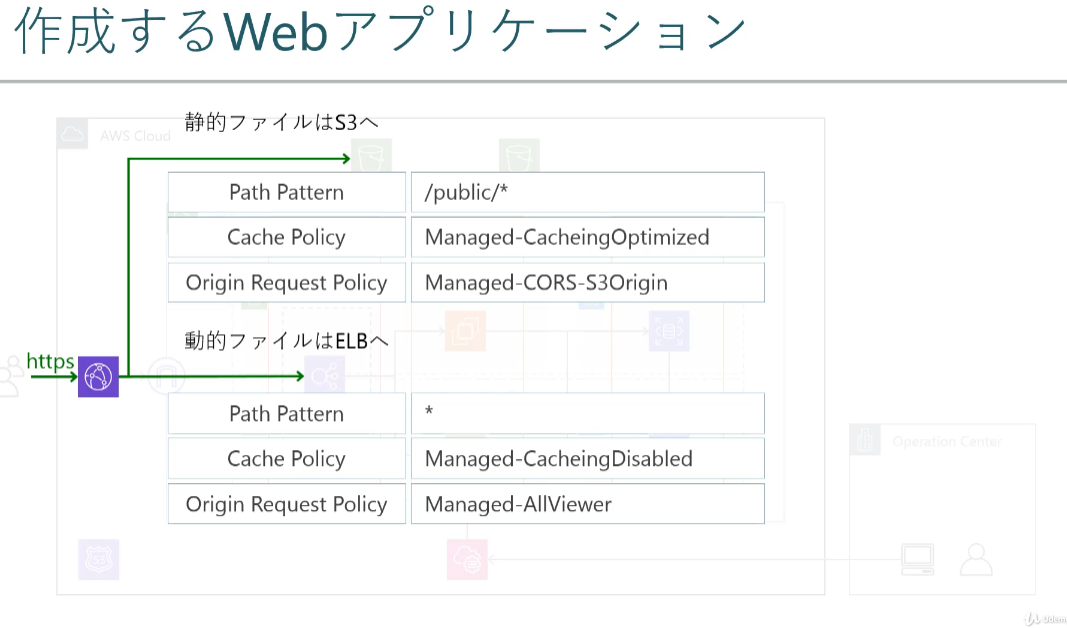 作成するWebアプリケーション
AWS Cloud
静的ファイルはS3へ
Path Pattern /public/*
Cache Policy Managed-CacheingOptimized
Origin Request Policy Managed-CORS-S3Origin
動的ファイルはELBへ
https
Path Pattern *
Cache Policy Managed-CacheingDisabled
Origin Request Policy Managed-AllViewer
Operation Center
Udemy